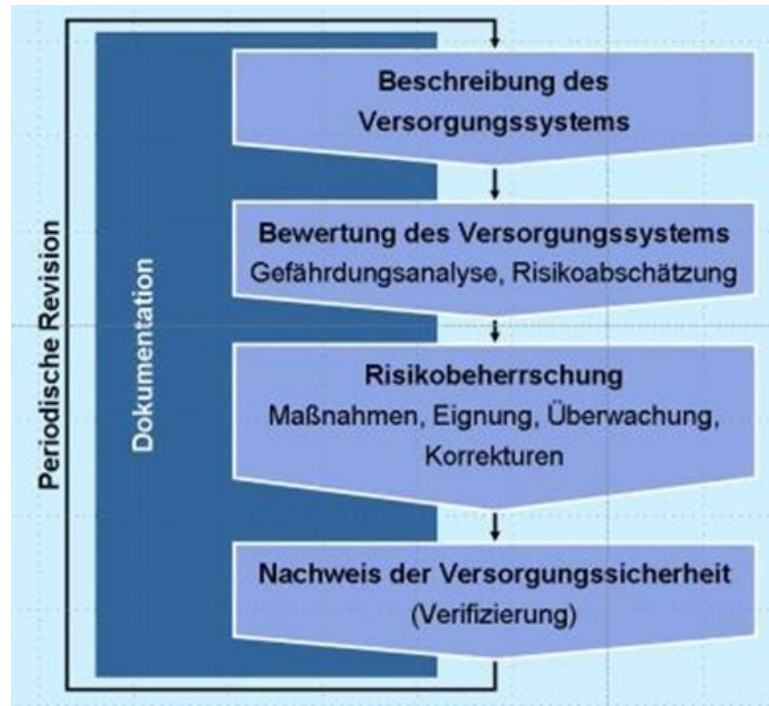 Beschreibung des
Versorgungssystems
Bewertung des Versorgungssystems
Gefährdungsanalyse, Risikoabschätzung
Risikobeherrschung
Maßnahmen, Eignung, Überwachung,
Korrekturen
Nachweis der Versorgungssicherheit
(Verifizierung)
Periodische Revision
Dokumentation